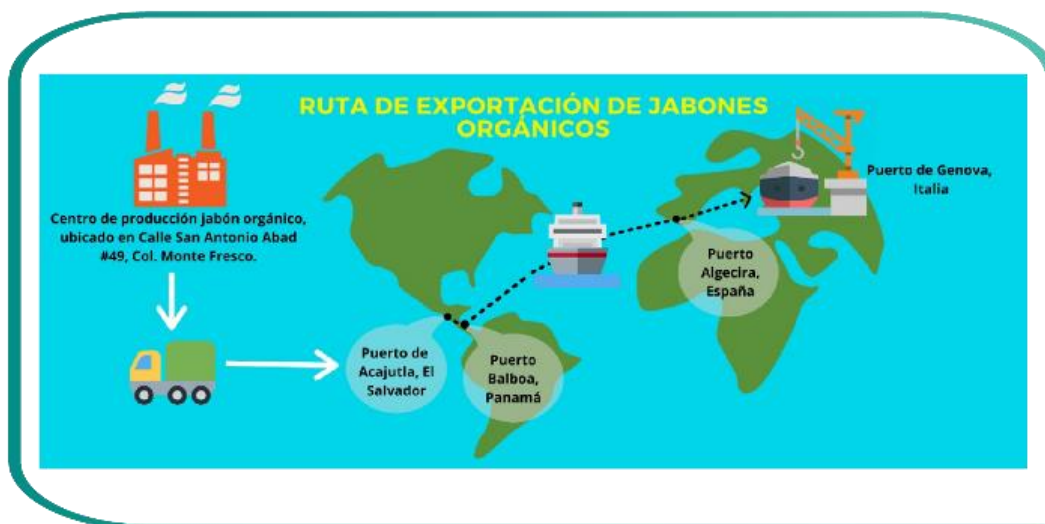 RUTA DE EXPORTACIÓN DE JABONES
ORGÁNICOS
Centro de producción jabón orgánico,
ubicado en Calle San Antonio Abad
#49, Col. Monte Fresco.
Puerto de
Acajutla, El
Salvador
Puerto
Balboa,
Panamá
Puerto
Algecira,
España
Puerto de Genova,
Italia